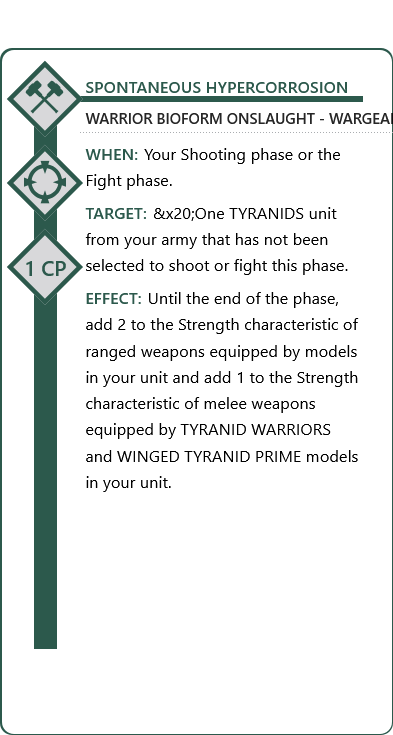 SPONTANEOUS HYPERCORROSION
WARRIOR BIOFORM ONSLAUGHT - WARGEA
WHEN: Your Shooting phase or the
Fight phase.
TARGET: &x20;One TYRANIDS unit
from your army that has not been
1 CP
selected to shoot or fight this phase.
EFFECT: Until the end of the phase,
add 2 to the Strength characteristic of
ranged weapons equipped by models
in your unit and add 1 to the Strength
characteristic of melee weapons
equipped by TYRANID WARRIORS
and WINGED TYRANID PRIME models
in your unit.